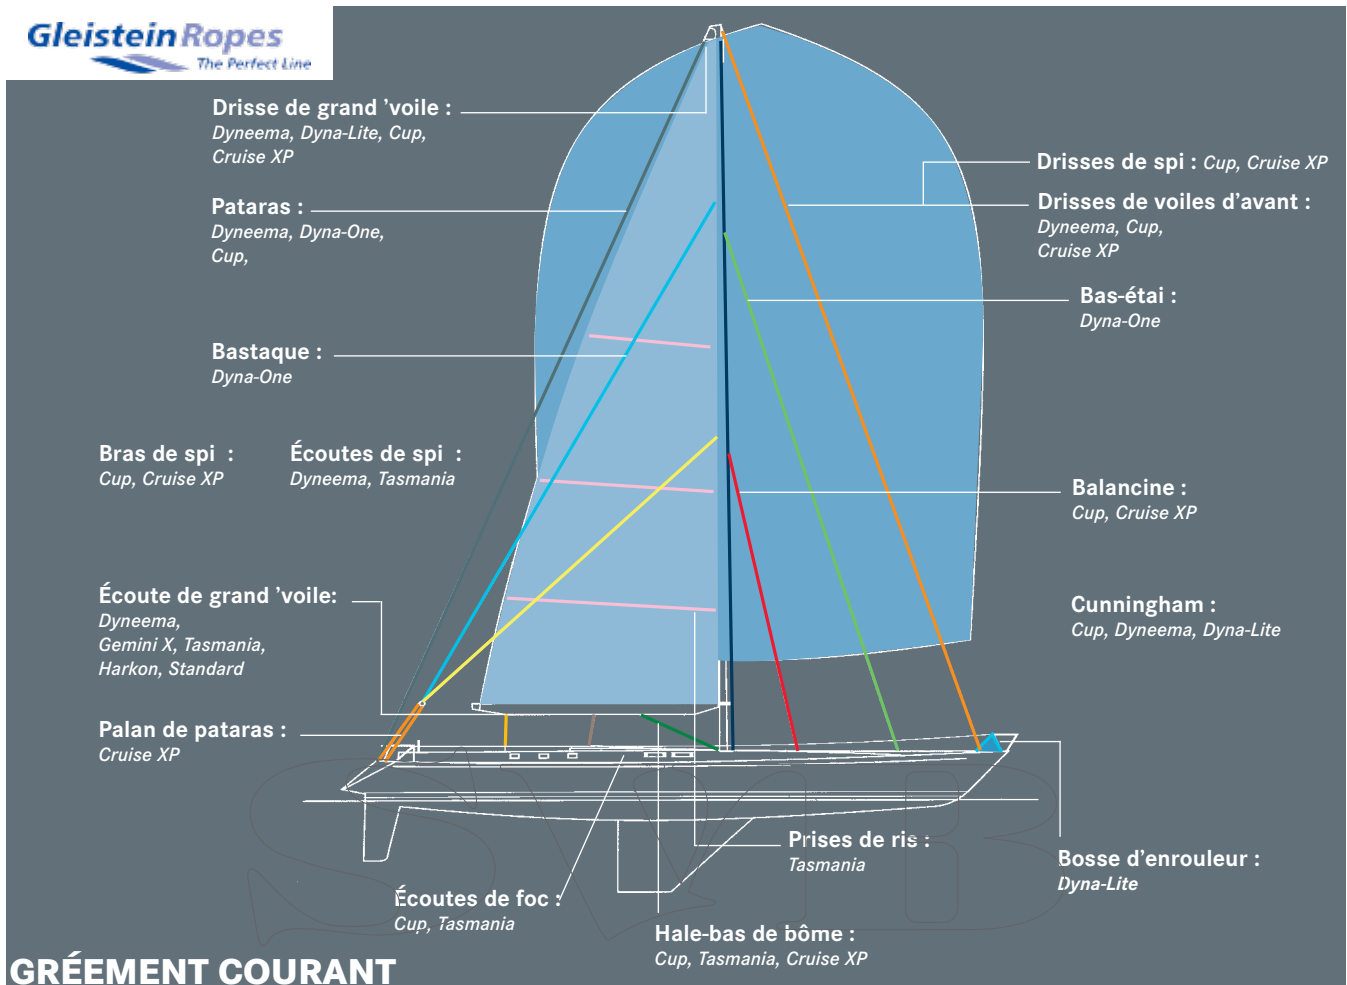 Gleistein Ropes
The Perfect Line
Drisse de grand 'voile :
Dyneema, Dyna-Lite, Cup,
Cruise XP
Pataras :
Dyneema, Dyna-One,
Cup,
Bastaque :
Dyna-One
Bras de spi :
Cup, Cruise XP
Écoutes de spi :
Dyneema, Tasmania
Écoute de grand 'voile:
Dyneema,
Gemini X, Tasmania,
Harkon, Standard
Palan de pataras :
Cruise XP
Drisses de spi : Cup, Cruise XP
Drisses de voiles d'avant :
Dyneema, Cup,
Cruise XP
Bas-étai :
Dyna-One
Balancine :
Cup, Cruise XP
Cunningham :
Cup, Dyneema, Dyna-Lite
Prises de ris :
Tasmania
Bosse d'enrouleur :
Dyna-Lite
Écoutes de foc :
Cup, Tasmania
Hale-bas de bôme :
Cup, Tasmania, Cruise XP
GRÉEMENT COURANT